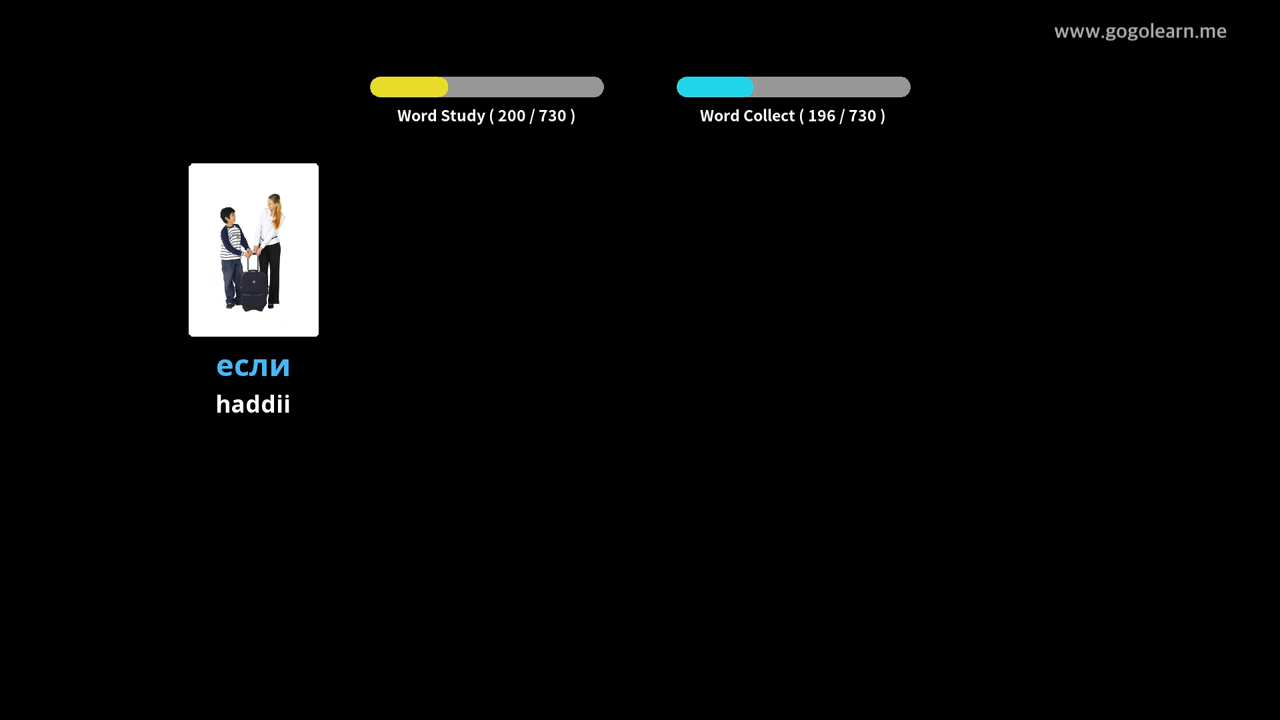 www.gogolearn.me
Word Study ( 200 / 730 )
Word Collect ( 196 / 730 )
если
haddii